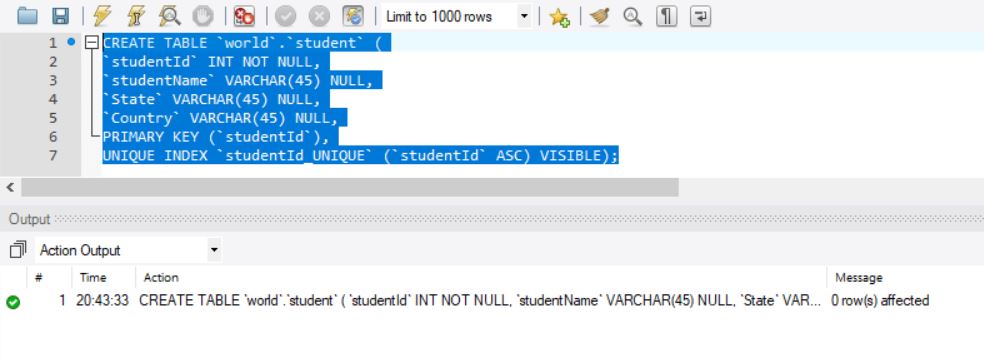 Limit to 1000 rows
1 CREATE TABLE `world`.`student` (
2 `studentId` INT NOT NULL,
3 `studentName` VARCHAR(45) NULL,
4 `State` VARCHAR(45) NULL,
5 `Country` VARCHAR(45) NULL,
6 PRIMARY KEY (`studentId`),
7 UNIQUE INDEX `studentId_UNIQUE` (`studentId` ASC) VISIBLE);
Output
Action Output
# Time Action Message
1 20:43:33 CREATE TABLE `world`.`student` ( `studentId` INT NOT NULL, `studentName` VARCHAR(45) NULL, `State` VAR... 0 row(s) affected